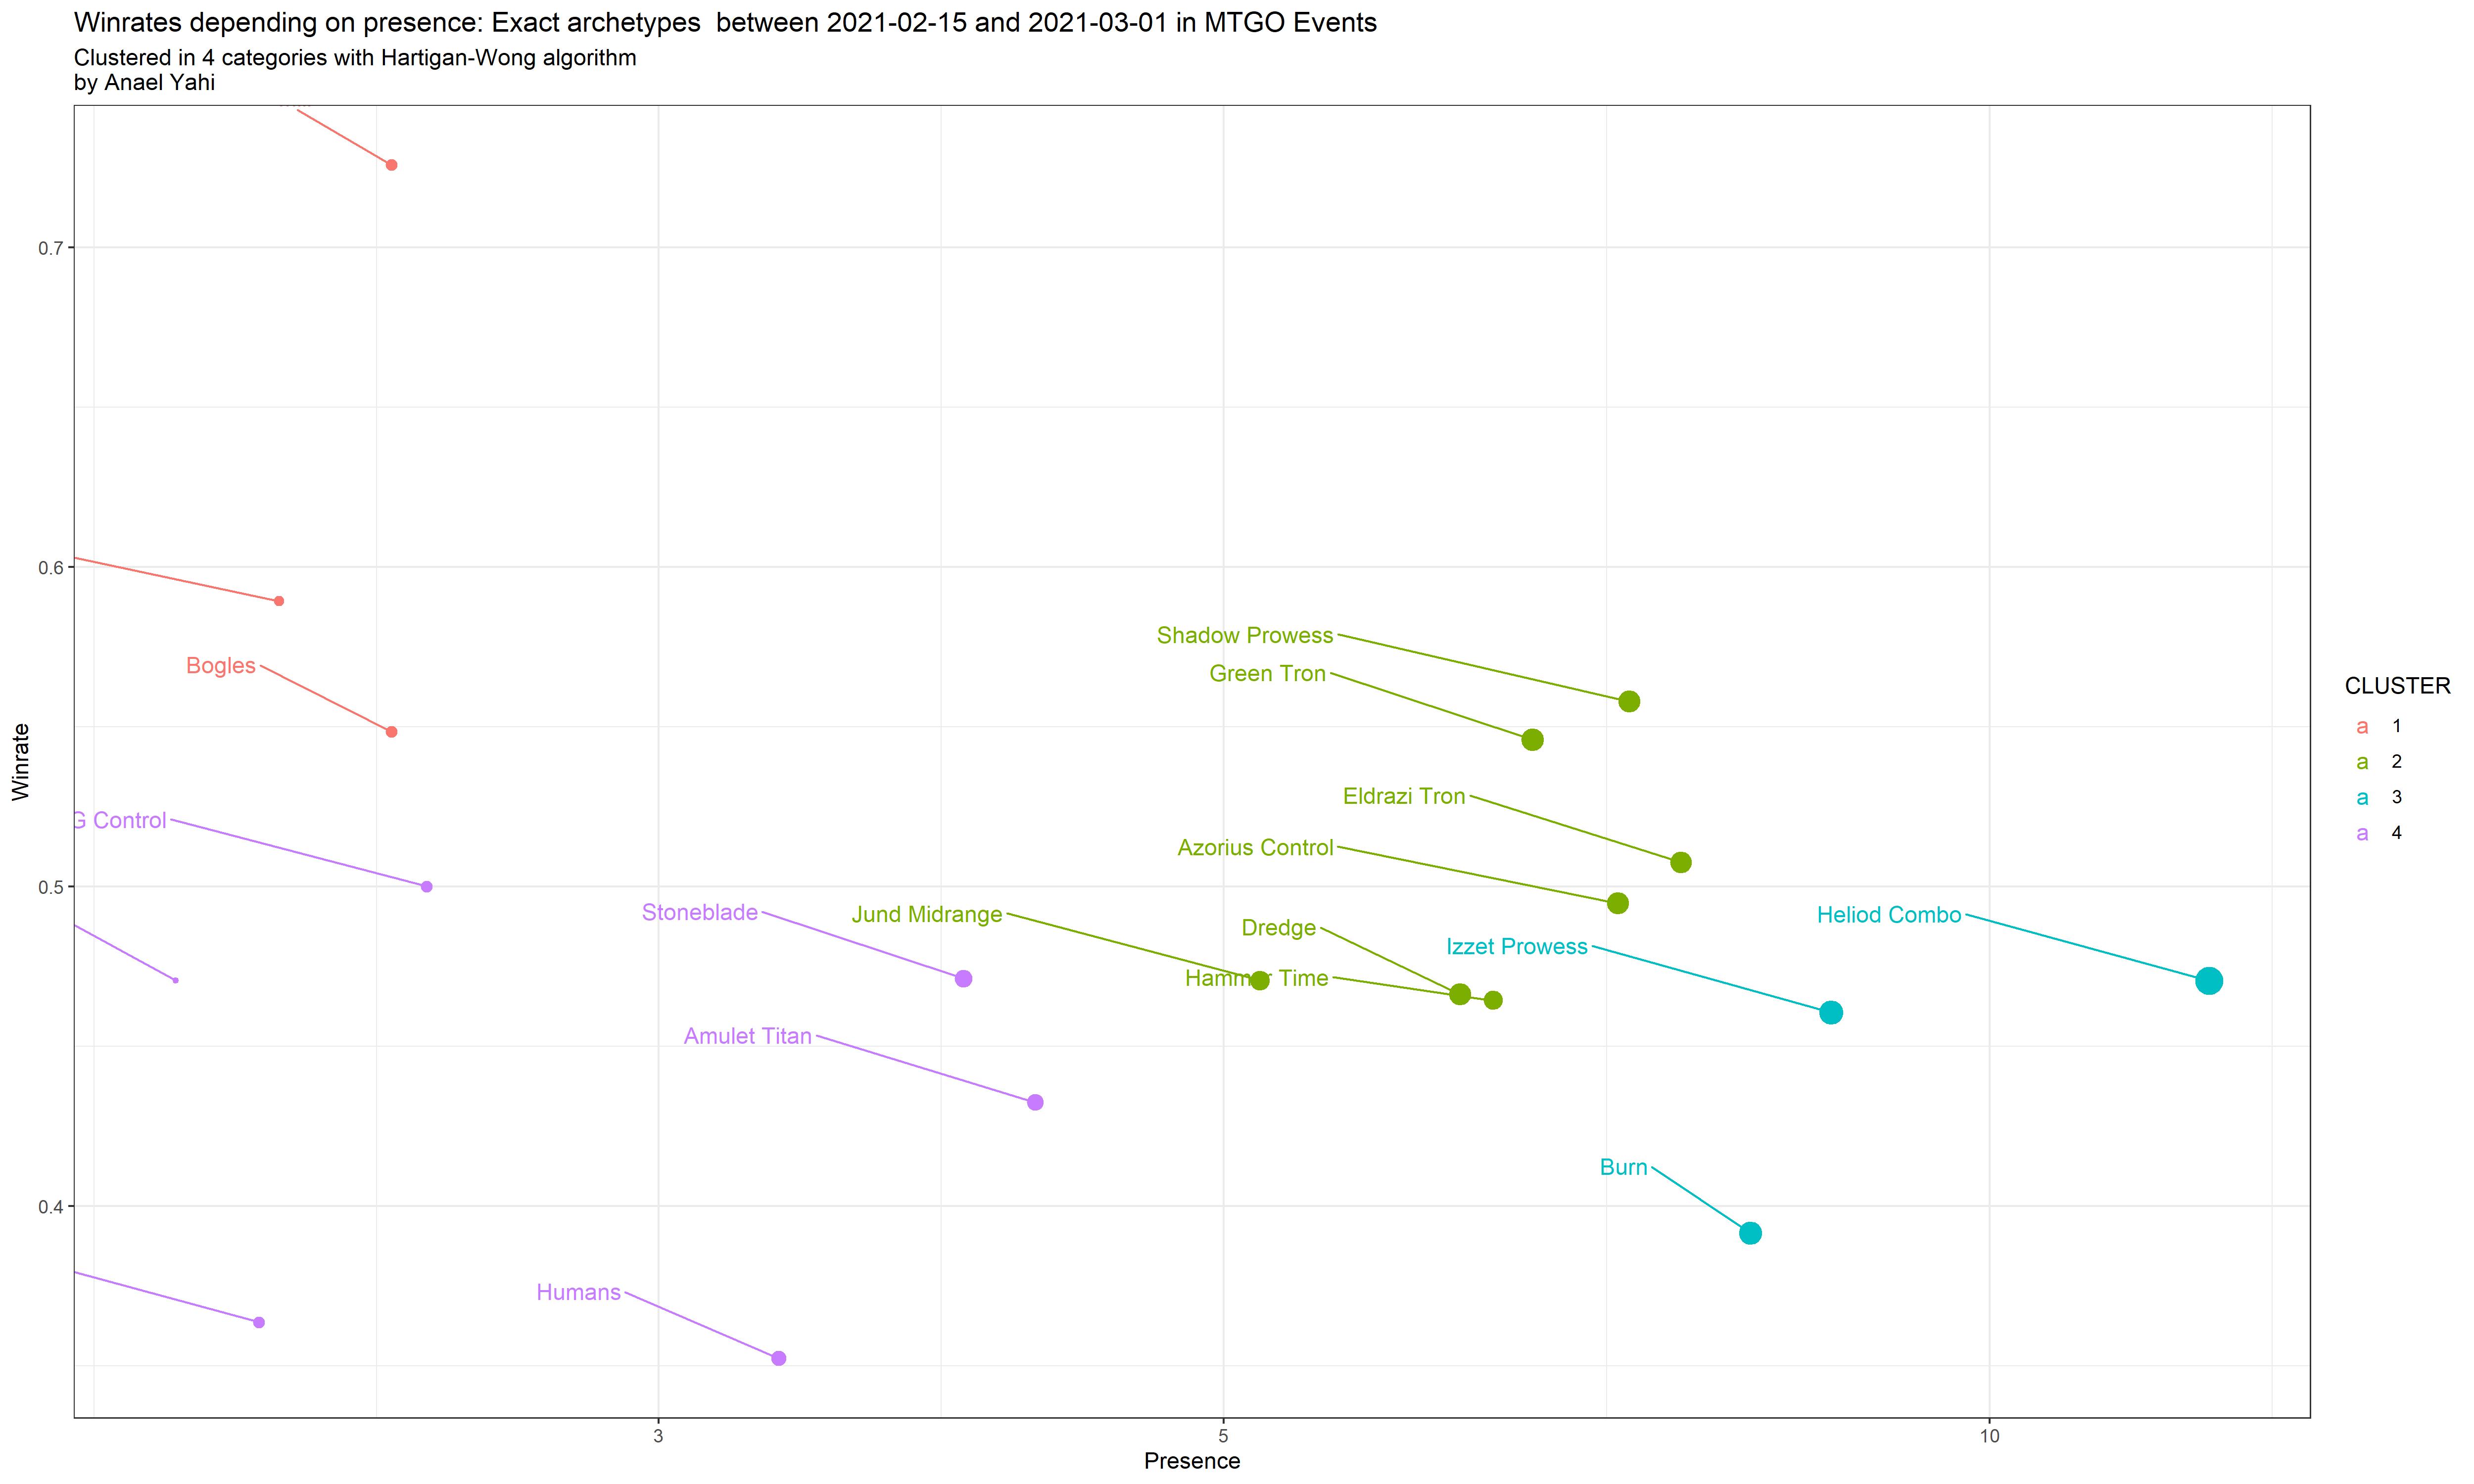 Winrates depending on presence: Exact archetypes  between 2021-02-15 and 2021-03-01 in MTGO Events
Clustered in 4 categories with Hartigan-Wong algorithm
by Anael Yahi
Winrate
0.7
0.6
0.5
0.4
Shadow Prowess
Bogles
Green Tron
Eldrazi Tron
G Control
Azorius Control
Stoneblade
Jund Midrange
Heliod Combo
Dredge
Izzet Prowess
Time
Amulet Titan
Burn
Humans
3
5
10
Presence
CLUSTER
a 1
a 2
a 3
a 4